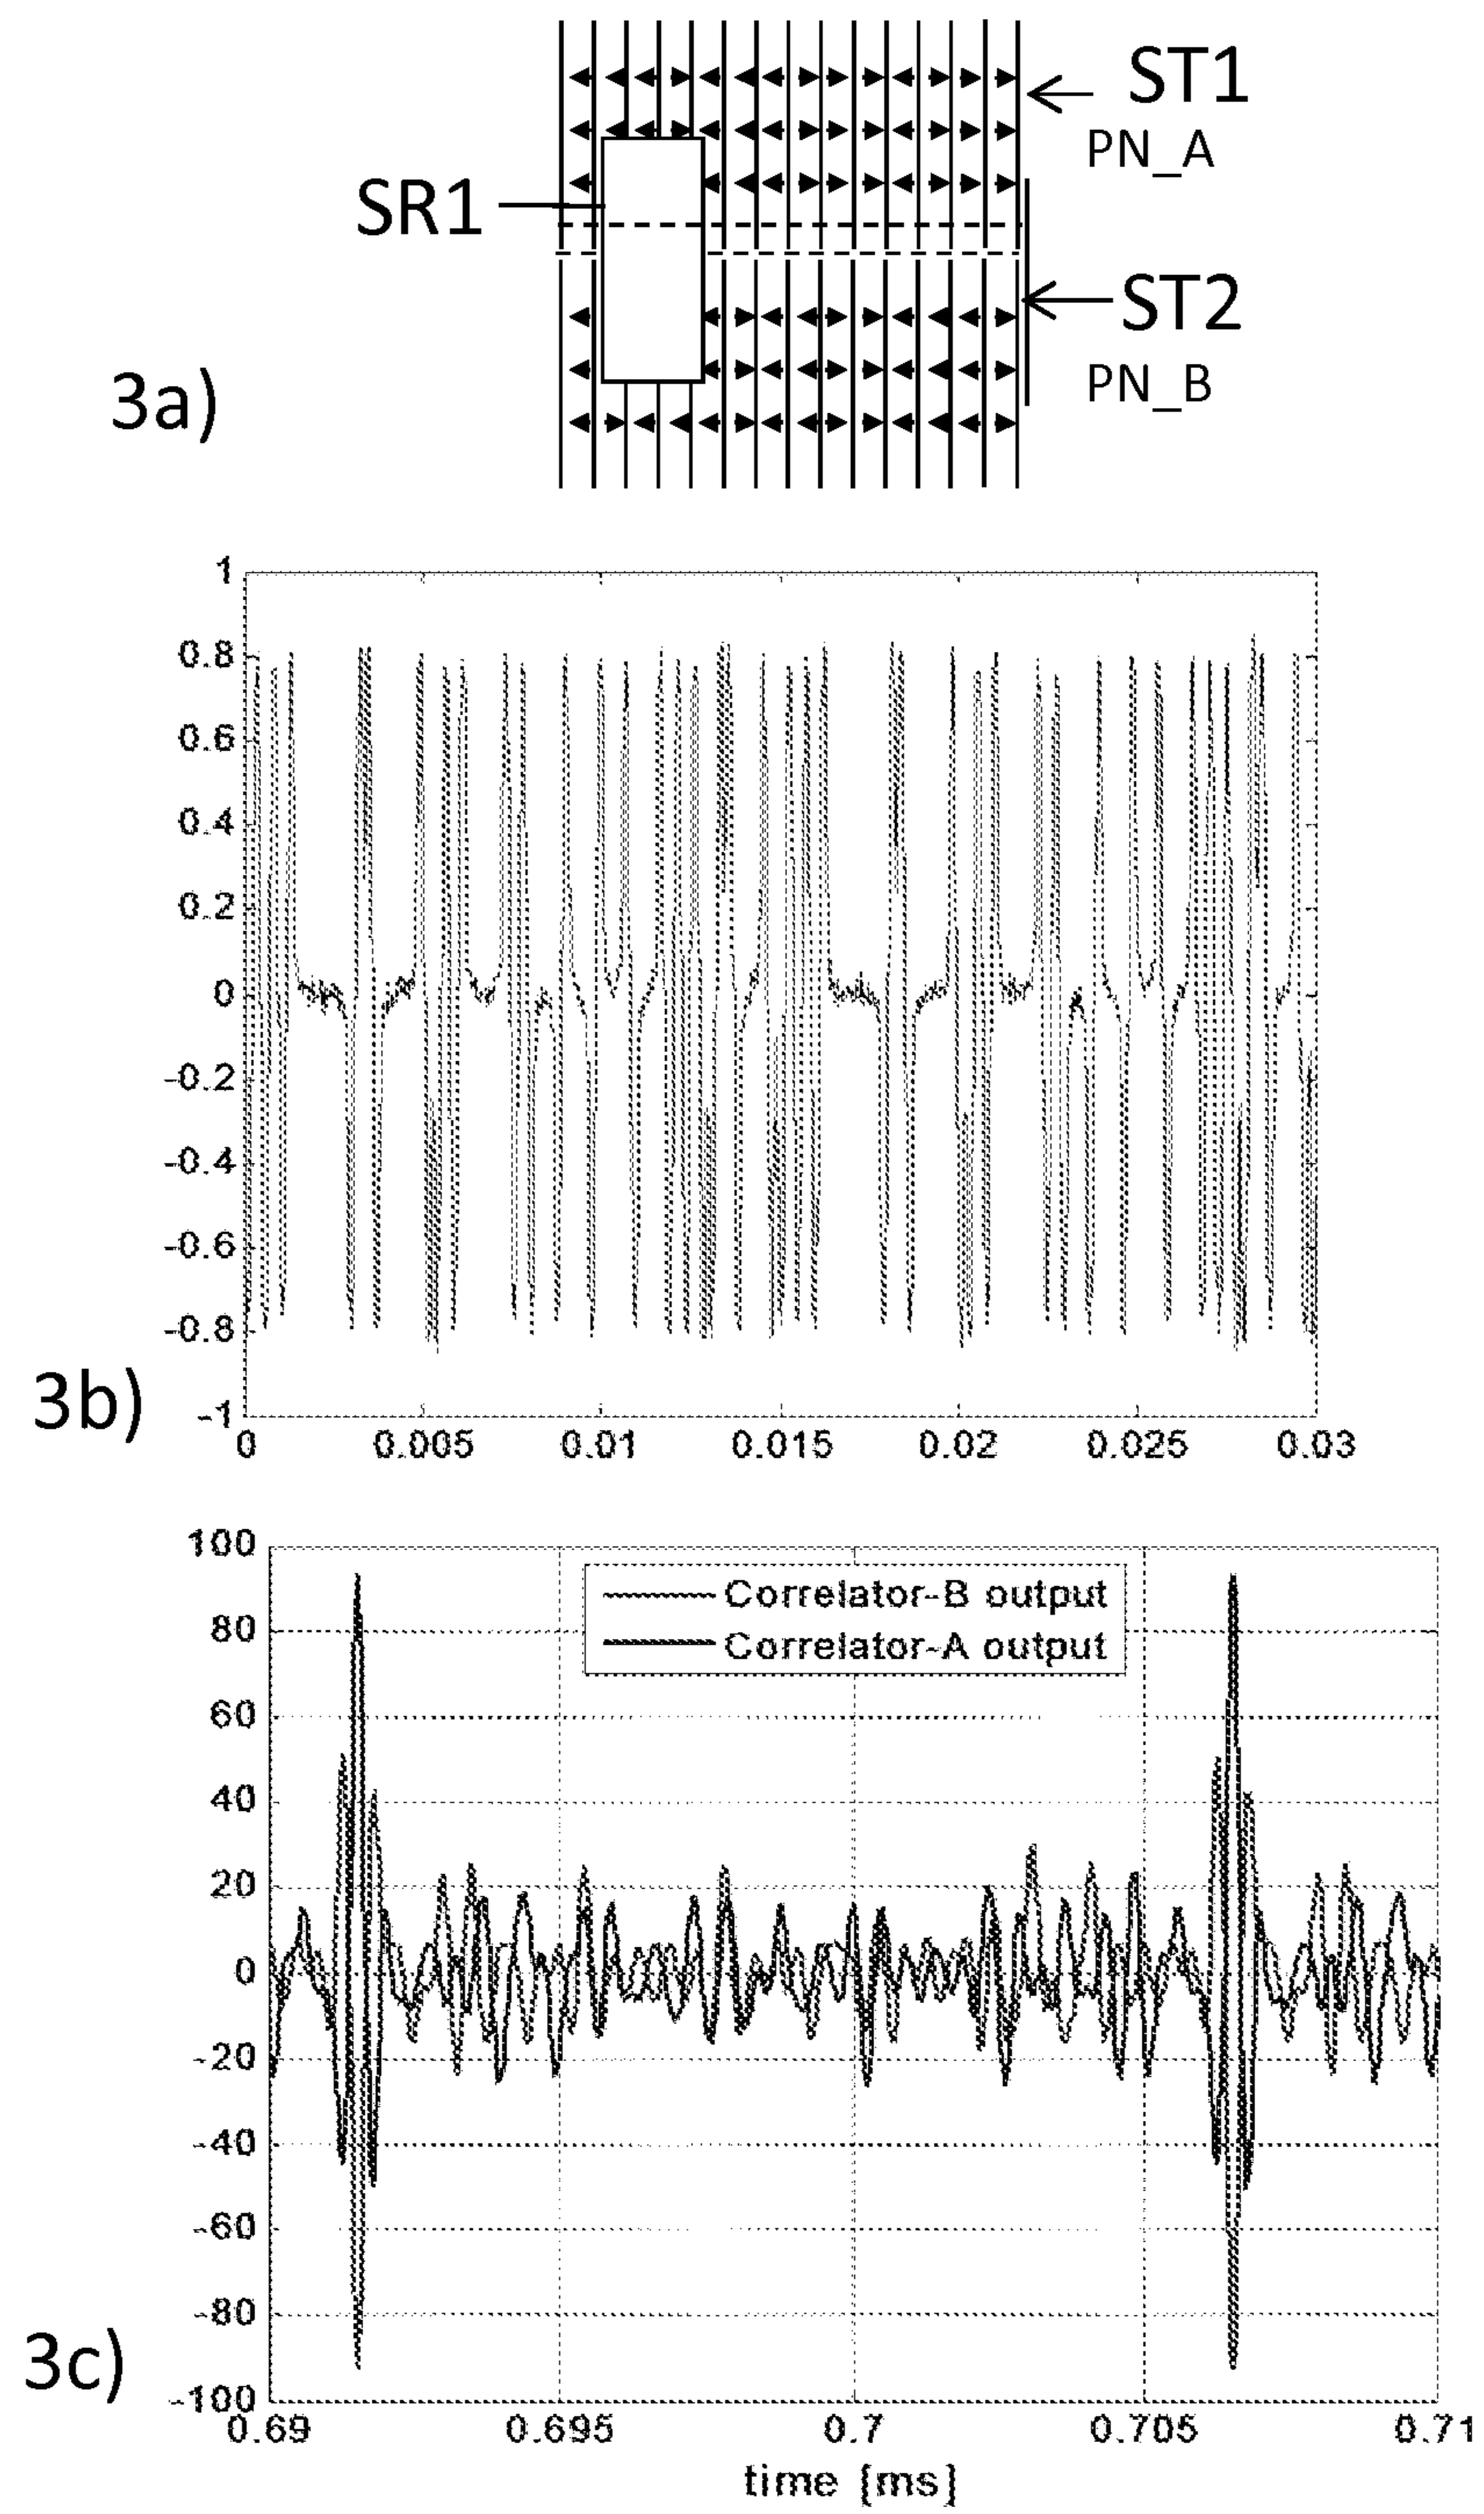 ST1
PN_A
SR1
ST2
PN_B
3a)
1
0.8
0.6
0.4
0.2
0
-0.2
-0.4
-0.6
-0.8
-1
3b)
0 0.005 0.01 0.015 0.02 0.025 0.03
100
80
60
40
20
0
-20
-40
-60
-80
-100
Correlator-B output
Correlator-A output
3c)
0.69 0.695 0.7 0.705 0.71
time [ms]